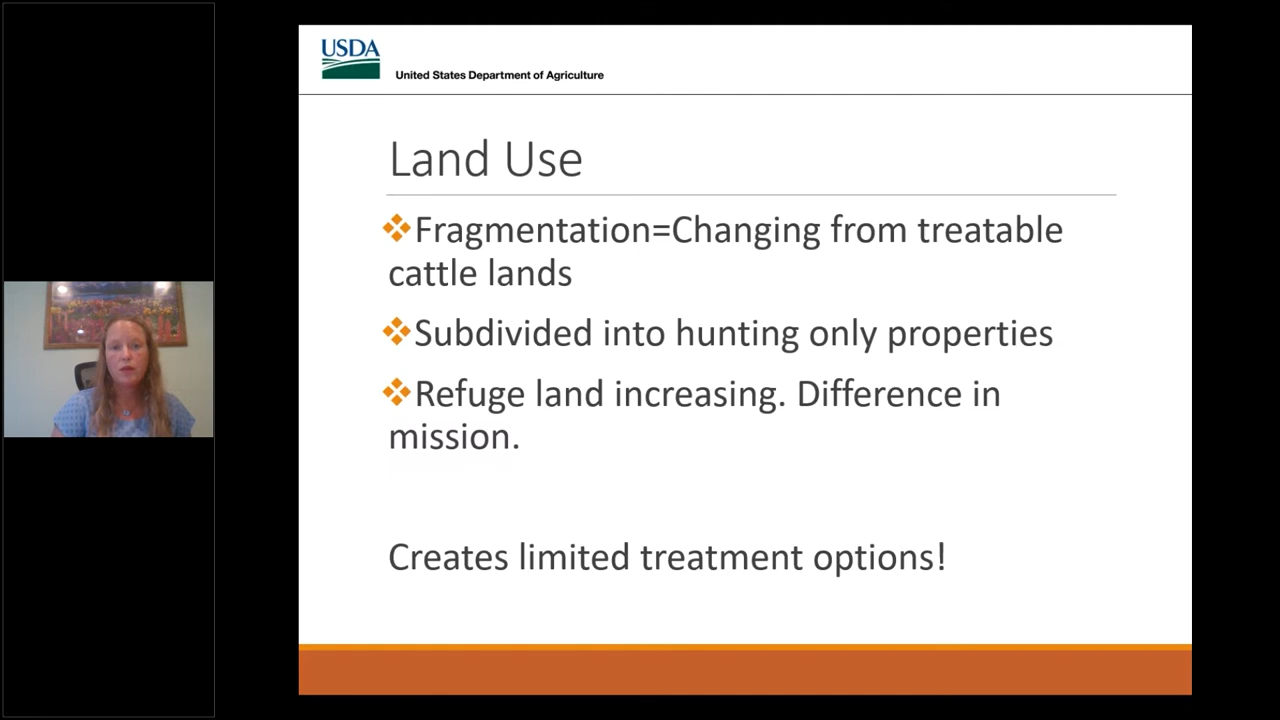 USDA
United States Department of Agriculture
Land Use
❖Fragmentation=Changing from treatable
cattle lands
❖Subdivided into hunting only properties
❖Refuge land increasing. Difference in
mission.
Creates limited treatment options!